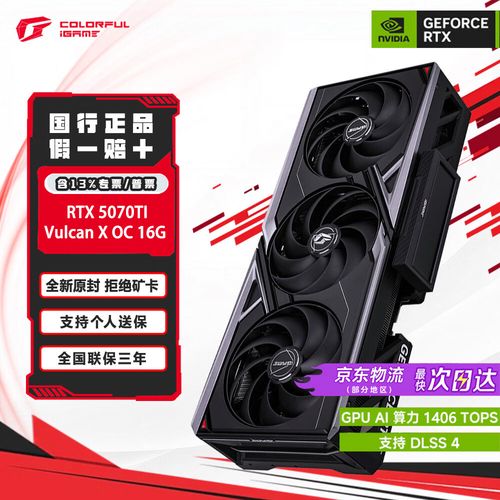 COLORFUL
iGAME
NVIDIA
GEFORCE
RTX
国行正品
假一赔十
含13%专票/普票
RTX 5070TI
Vulcan X OC 16G
全新原封 拒绝矿卡
支持个人送保
全国联保三年
iGAME
京东物流
(部分地区)
最快
次日达
GPU AI 算力 1406 TOPS
支持 DLSS 4